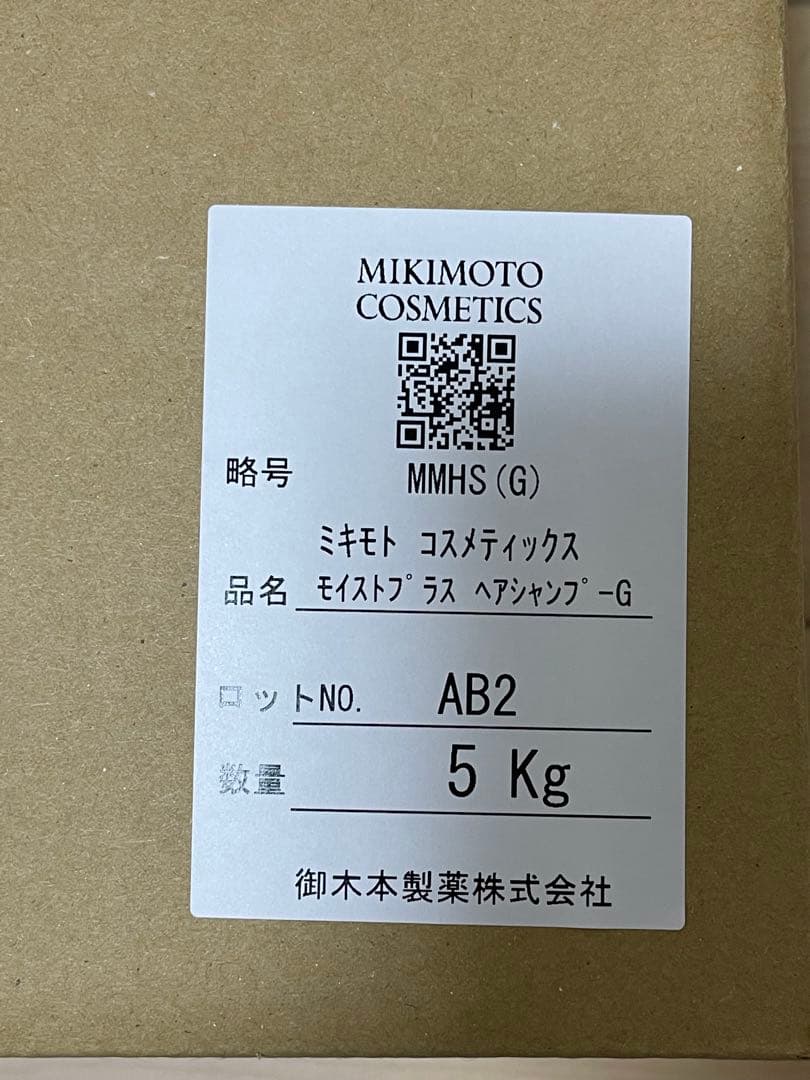 MIKIMOTO
COSMETICS
略号 MMHS(G)
ミキモト コスメティックス
品名 モイストプラス ヘアシャンプ-G
ロットNO. AB2
数量 5 Kg
御木本製薬株式会社